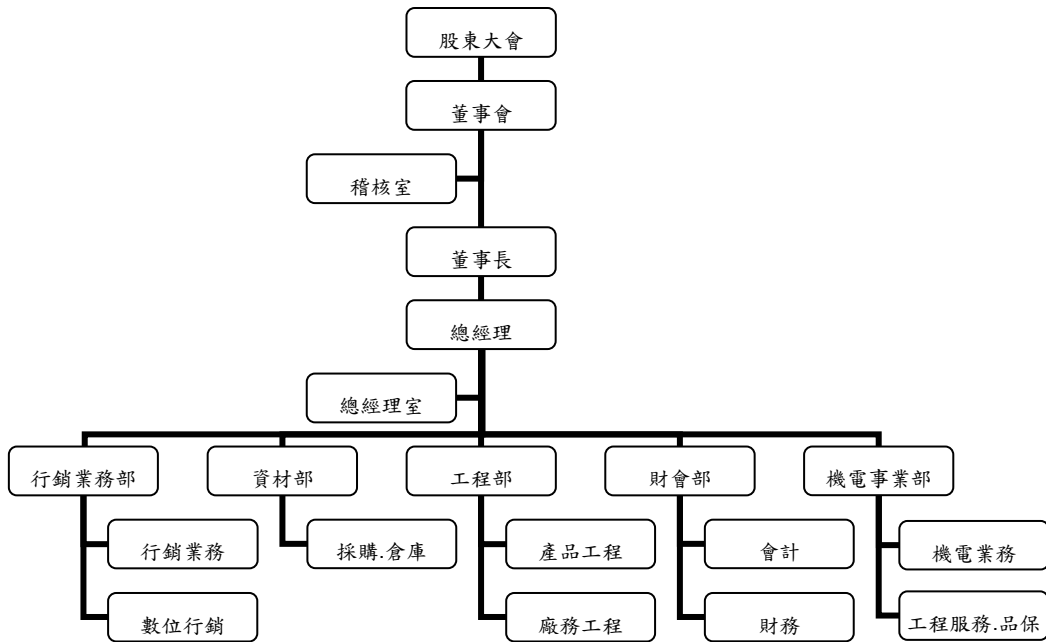 股東大會
董事會
稽核室
董事長
總經理
總經理室
行銷業務部
資材部
工程部
財會部
機電事業部
行銷業務
採購.倉庫
產品工程
會計
機電業務
數位行銷
廠務工程
財務
工程服務.品保